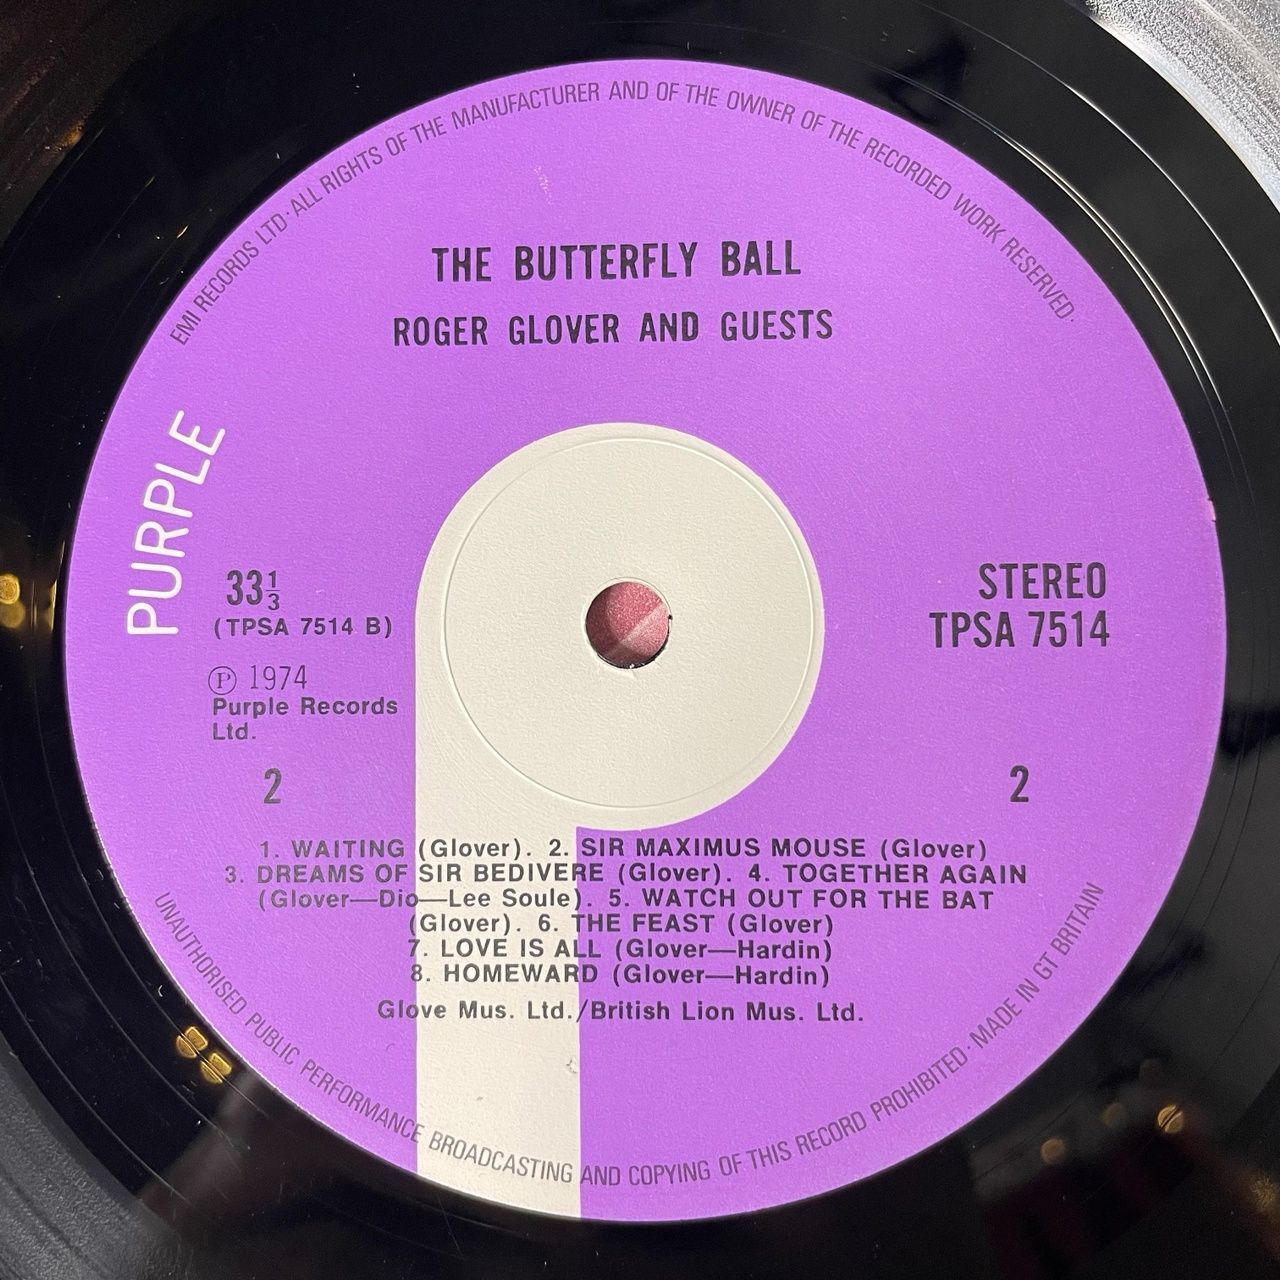 EMI RECORDS LTD · ALL RIGHTS OF THE MANUFACTURER AND OF THE OWNER OF THE RECORDED WORK RESERVED.
THE BUTTERFLY BALL
ROGER GLOVER AND GUESTS
PURPLE
33⅓
(TPSA 7514 B)
℗ 1974
Purple Records
Ltd.
2
STEREO
TPSA 7514
2
1. WAITING (Glover). 2. SIR MAXIMUS MOUSE (Glover)
3. DREAMS OF SIR BEDIVERE (Glover). 4. TOGETHER AGAIN
(Glover—Dio—Lee Soule). 5. WATCH OUT FOR THE BAT
(Glover). 6. THE FEAST (Glover)
7. LOVE IS ALL (Glover—Hardin)
8. HOMEWARD (Glover—Hardin)
Glove Mus. Ltd./British Lion Mus. Ltd.
UNAUTHORISED PUBLIC PERFORMANCE BROADCASTING AND COPYING OF THIS RECORD PROHIBITED · MADE IN GT BRITAIN